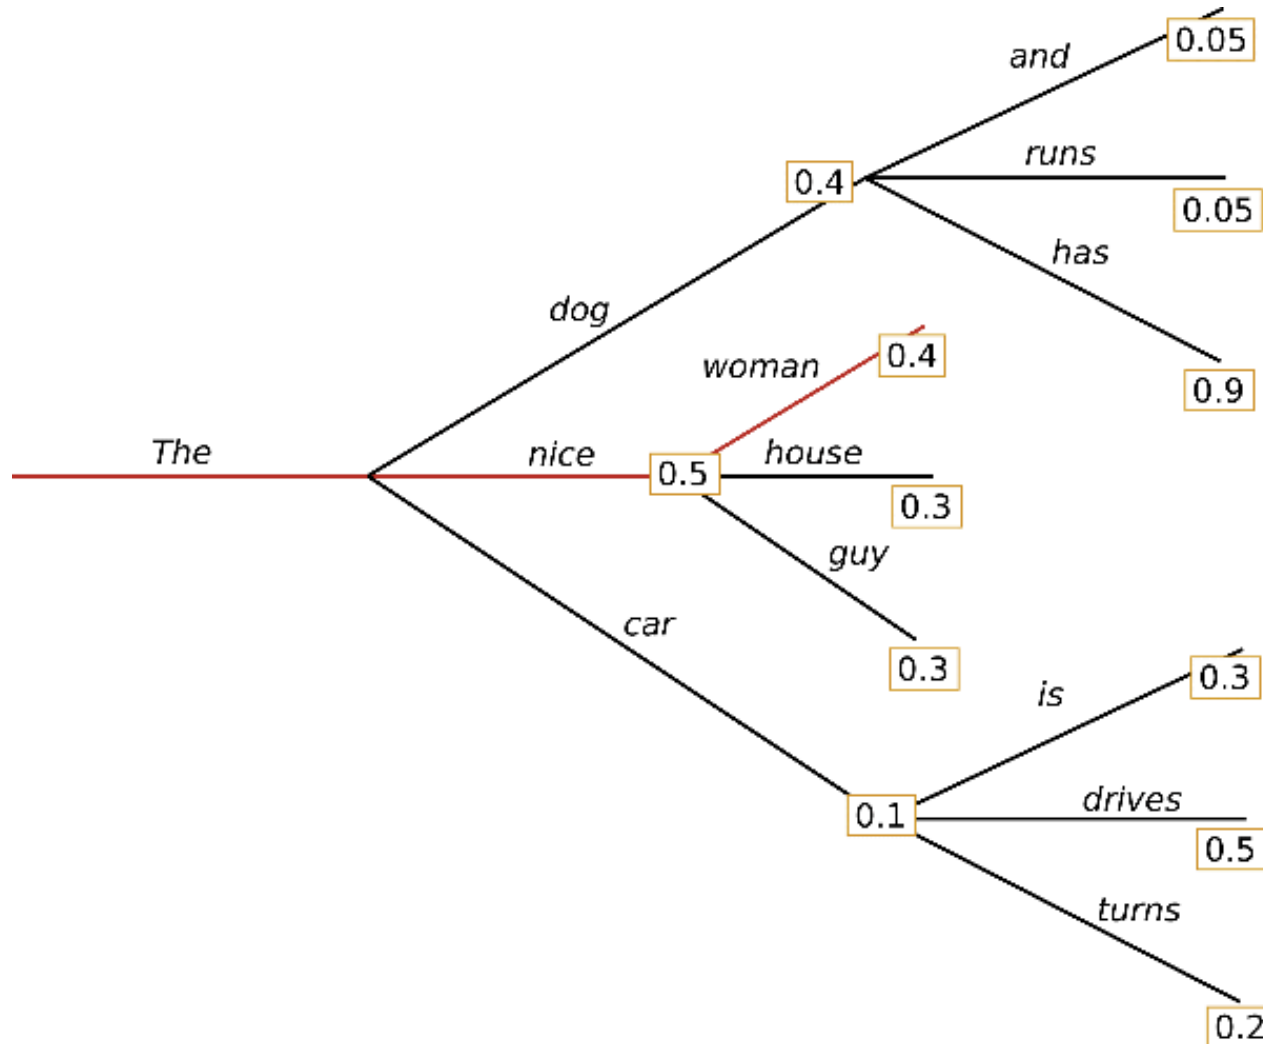 and
0.05
runs
0.4
0.05
has
dog
woman
0.4
0.9
The
nice
0.5
house
0.3
guy
car
0.3
is
0.3
drives
0.1
0.5
turns
0.2